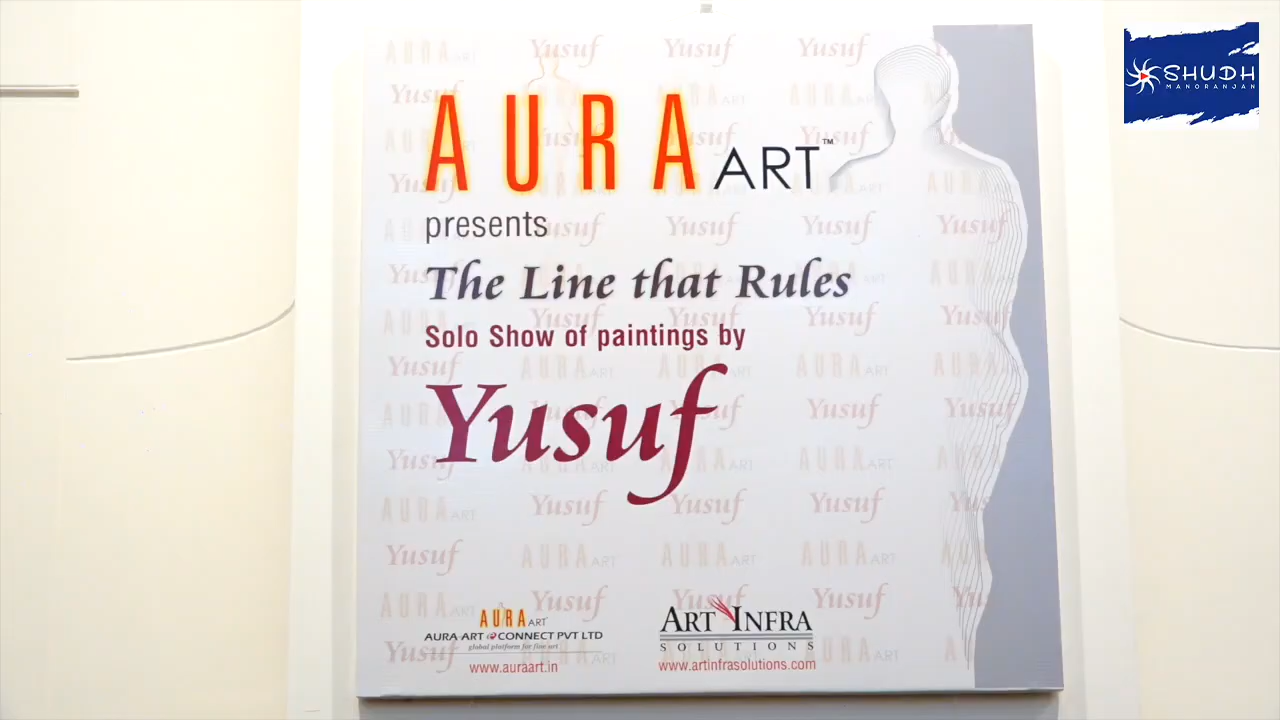 AURA ART™
presents
The Line that Rules
Solo Show of paintings by
Yusuf
AURA ART
AURA ART eCONNECT PVT LTD
global platform for fine art
www.auraart.in
ART INFRA
SOLUTIONS
www.artinfrasolutions.com
SHUDH
MANORANJAN